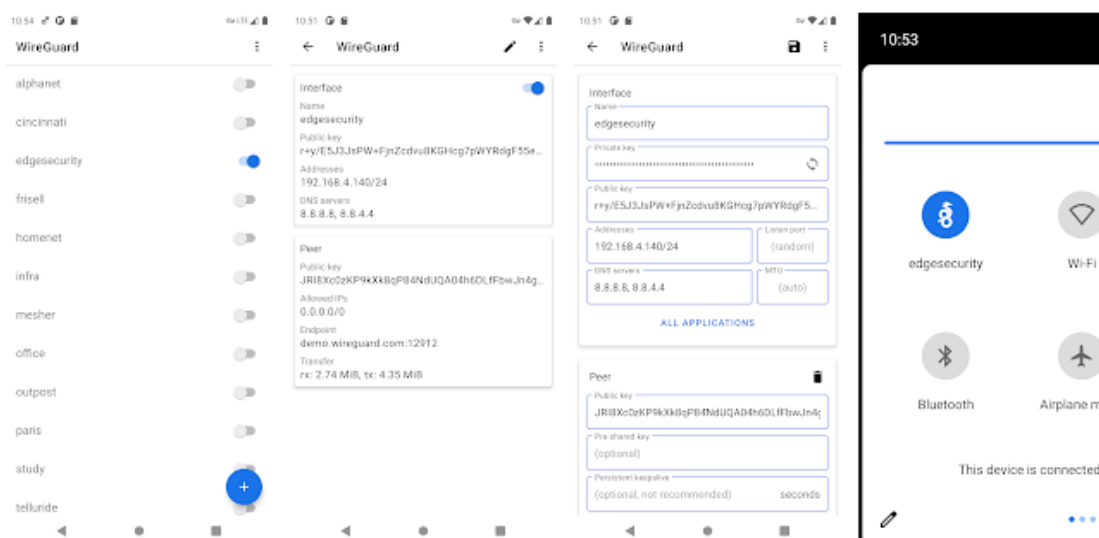 10:54
LTE
WireGuard
alphanet
cincinnati
edgesecurity
frisell
homenet
infra
mesher
office
outpost
paris
study
telluride
10:51
WireGuard
Interface
Name
edgesecurity
Public key
Addresses
192.168.4.140/24
DNS servers
8.8.8.8, 8.8.4.4
Peer
Public key
Allowed IPs
0.0.0.0/0
Endpoint
demo.wireguard.com:12912
Transfer
rx: 2.74 MiB, tx: 4.35 MiB
10:51
WireGuard
Interface
Name
edgesecurity
Private key
Public key
Addresses
192.168.4.140/24
Listen port
(random)
DNS servers
8.8.8.8, 8.8.4.4
MTU
(auto)
ALL APPLICATIONS
Peer
Public key
Pre-shared key
(optional)
Persistent keepalive
(optional, not recommended) seconds
10:53
edgesecurity
Wi-Fi
Bluetooth
Airplane m
This device is connected